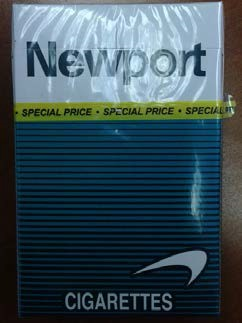 Newport
• SPECIAL PRICE • SPECIAL PRICE • SPECIAL
CIGARETTES